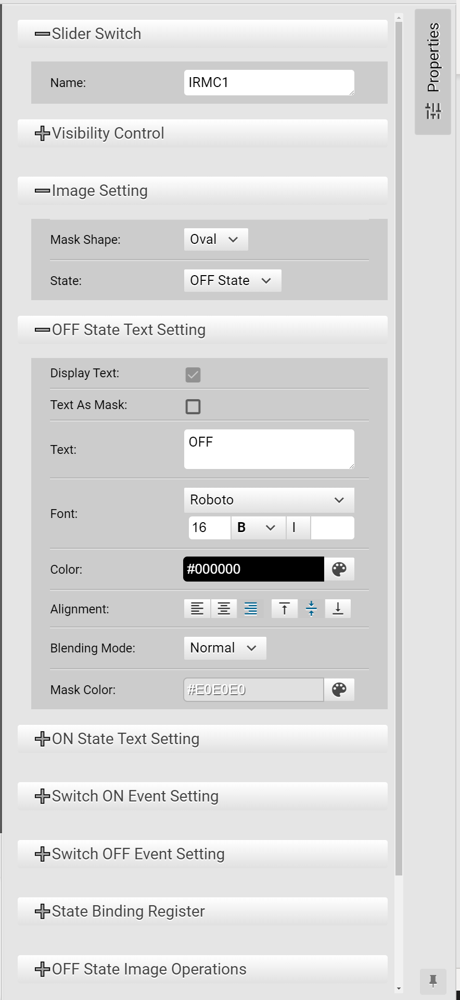 Slider Switch
Properties
Name: IRMC1
Visibility Control
Image Setting
Mask Shape: Oval
State: OFF State
OFF State Text Setting
Display Text:
Text As Mask:
Text: OFF
Font: Roboto
16 B I
Color: #000000
Alignment:
Blending Mode: Normal
Mask Color: #E0E0E0
ON State Text Setting
Switch ON Event Setting
Switch OFF Event Setting
State Binding Register
OFF State Image Operations